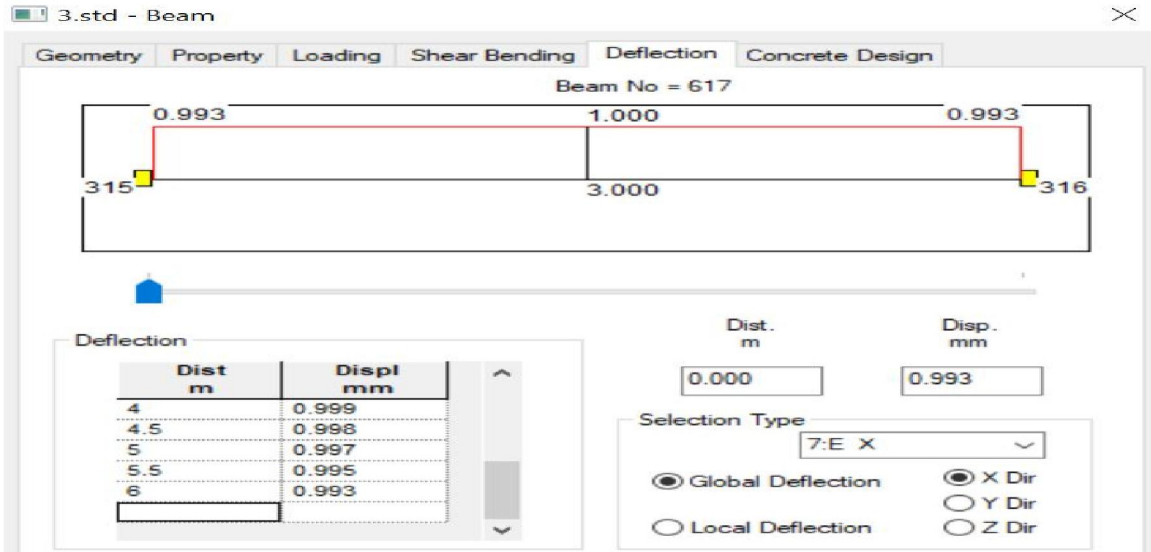 3.std - Beam
Geometry Property Loading Shear Bending Deflection Concrete Design
Beam No = 617
0.993 1.000 0.993
315 3.000 316
Deflection
Dist m Displ mm
4 0.999
4.5 0.998
5 0.997
5.5 0.995
6 0.993
Dist. m Disp. mm
0.000 0.993
Selection Type
7:E X
Global Deflection X Dir
Y Dir
Local Deflection Z Dir